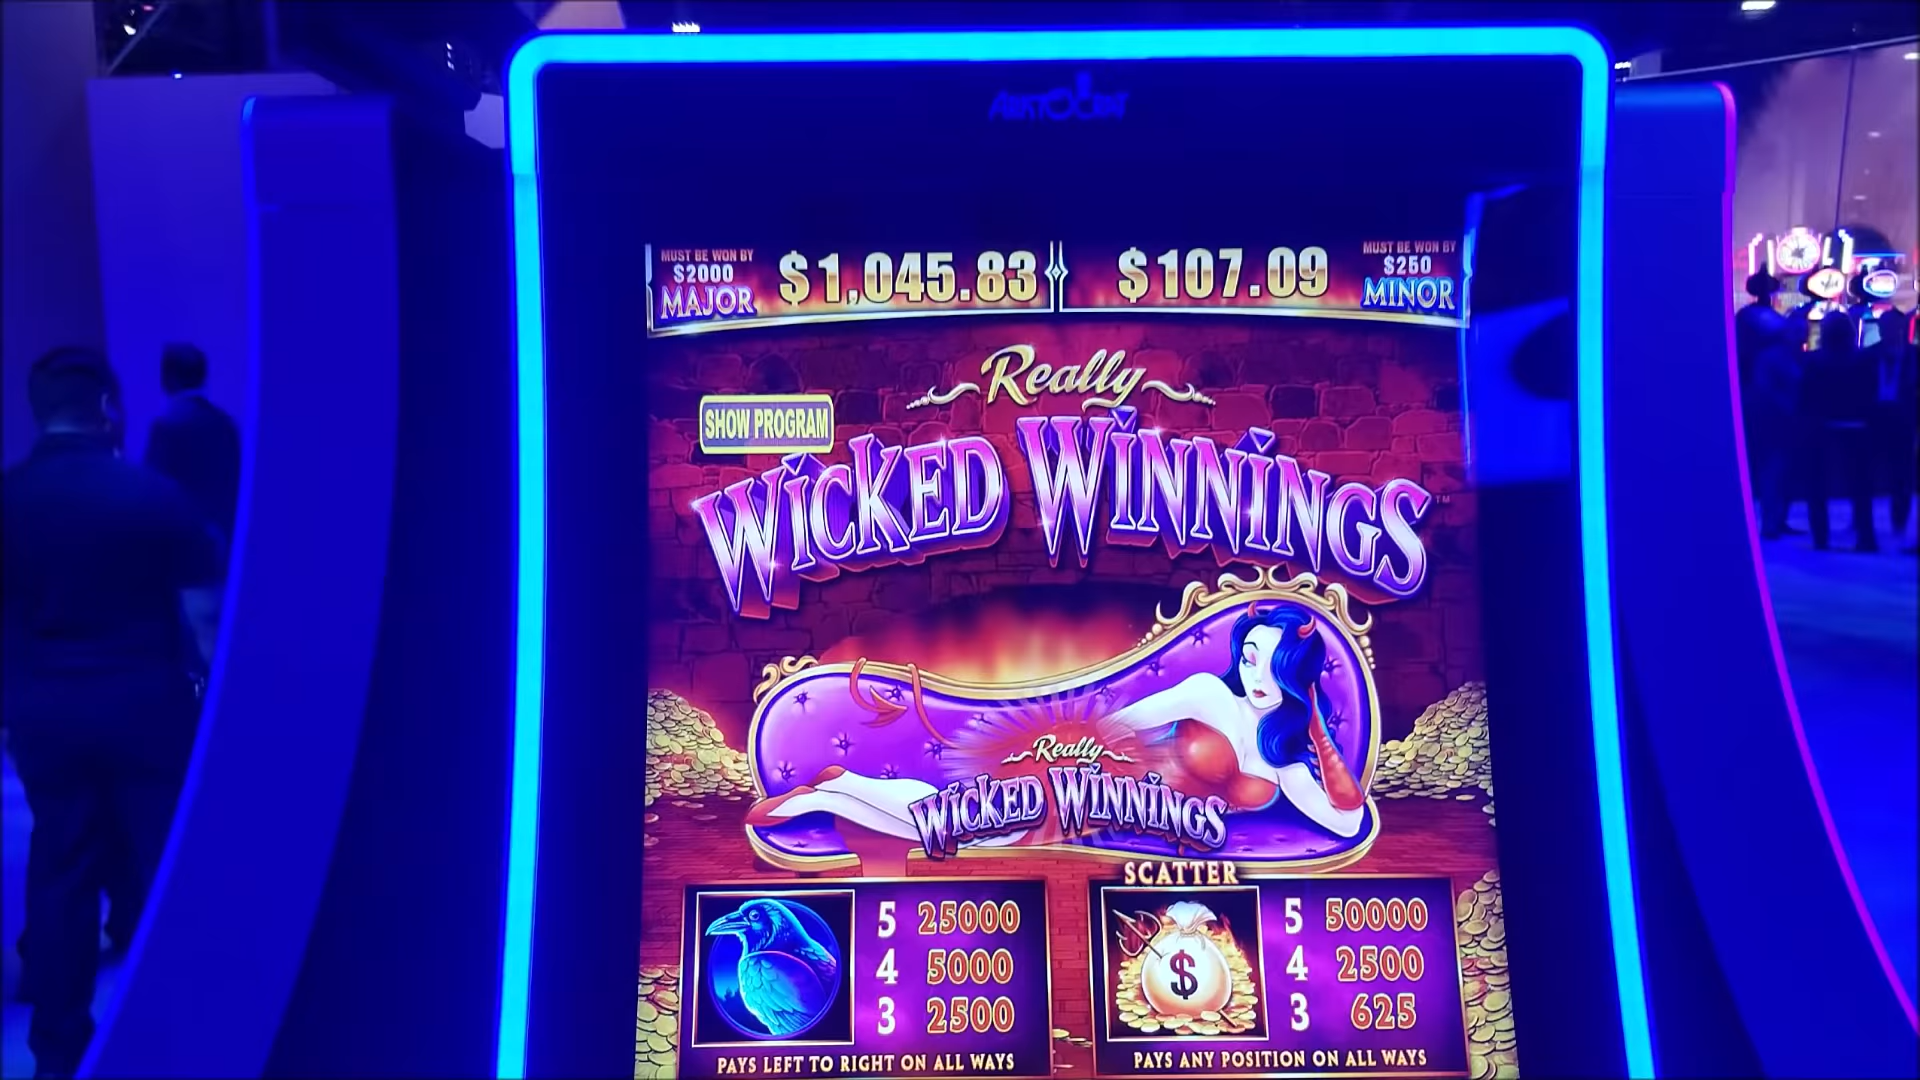 ARISTOCRAT
MUST BE WON BY
$2000
MAJOR
$1,045.83
$107.09
MUST BE WON BY
$250
MINOR
Really
SHOW PROGRAM
WICKED WINNINGS™
Really
WICKED WINNINGS
5 25000
4 5000
3 2500
PAYS LEFT TO RIGHT ON ALL WAYS
SCATTER
$
5 50000
4 2500
3 625
PAYS ANY POSITION ON ALL WAYS